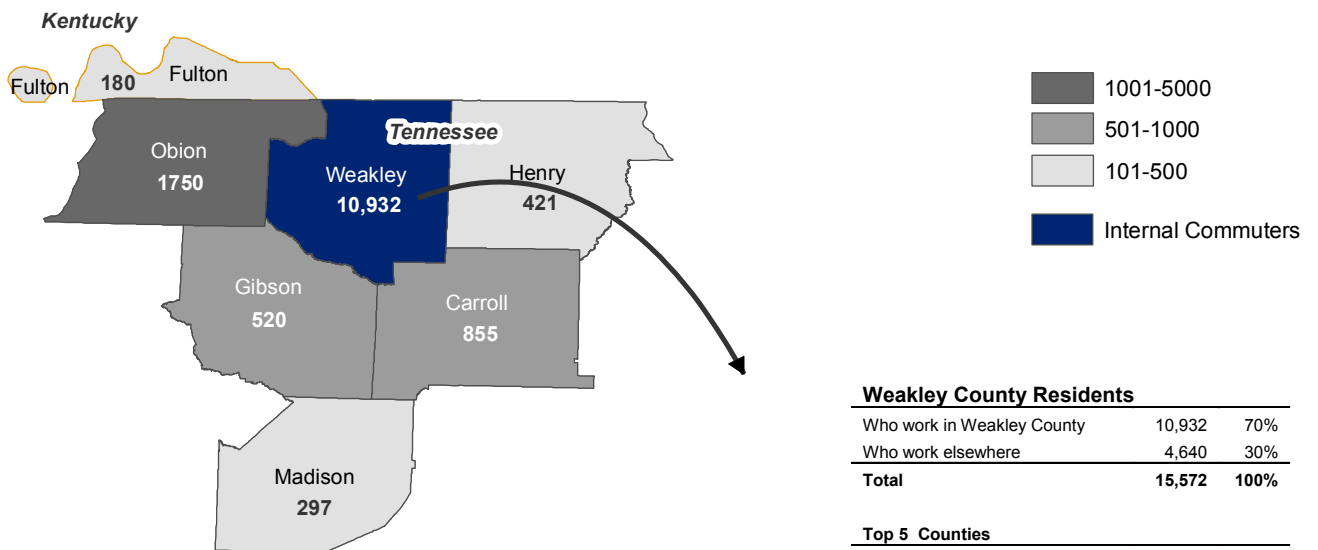 Kentucky
Fulton
180
Fulton
Tennessee
Obion
1750
Weakley
10,932
Henry
421
Gibson
520
Carroll
855
Madison
297
1001-5000
501-1000
101-500
Internal Commuters
Weakley County Residents
Who work in Weakley County 10,932 70%
Who work elsewhere 4,640 30%
Total 15,572 100%
Top 5 Counties